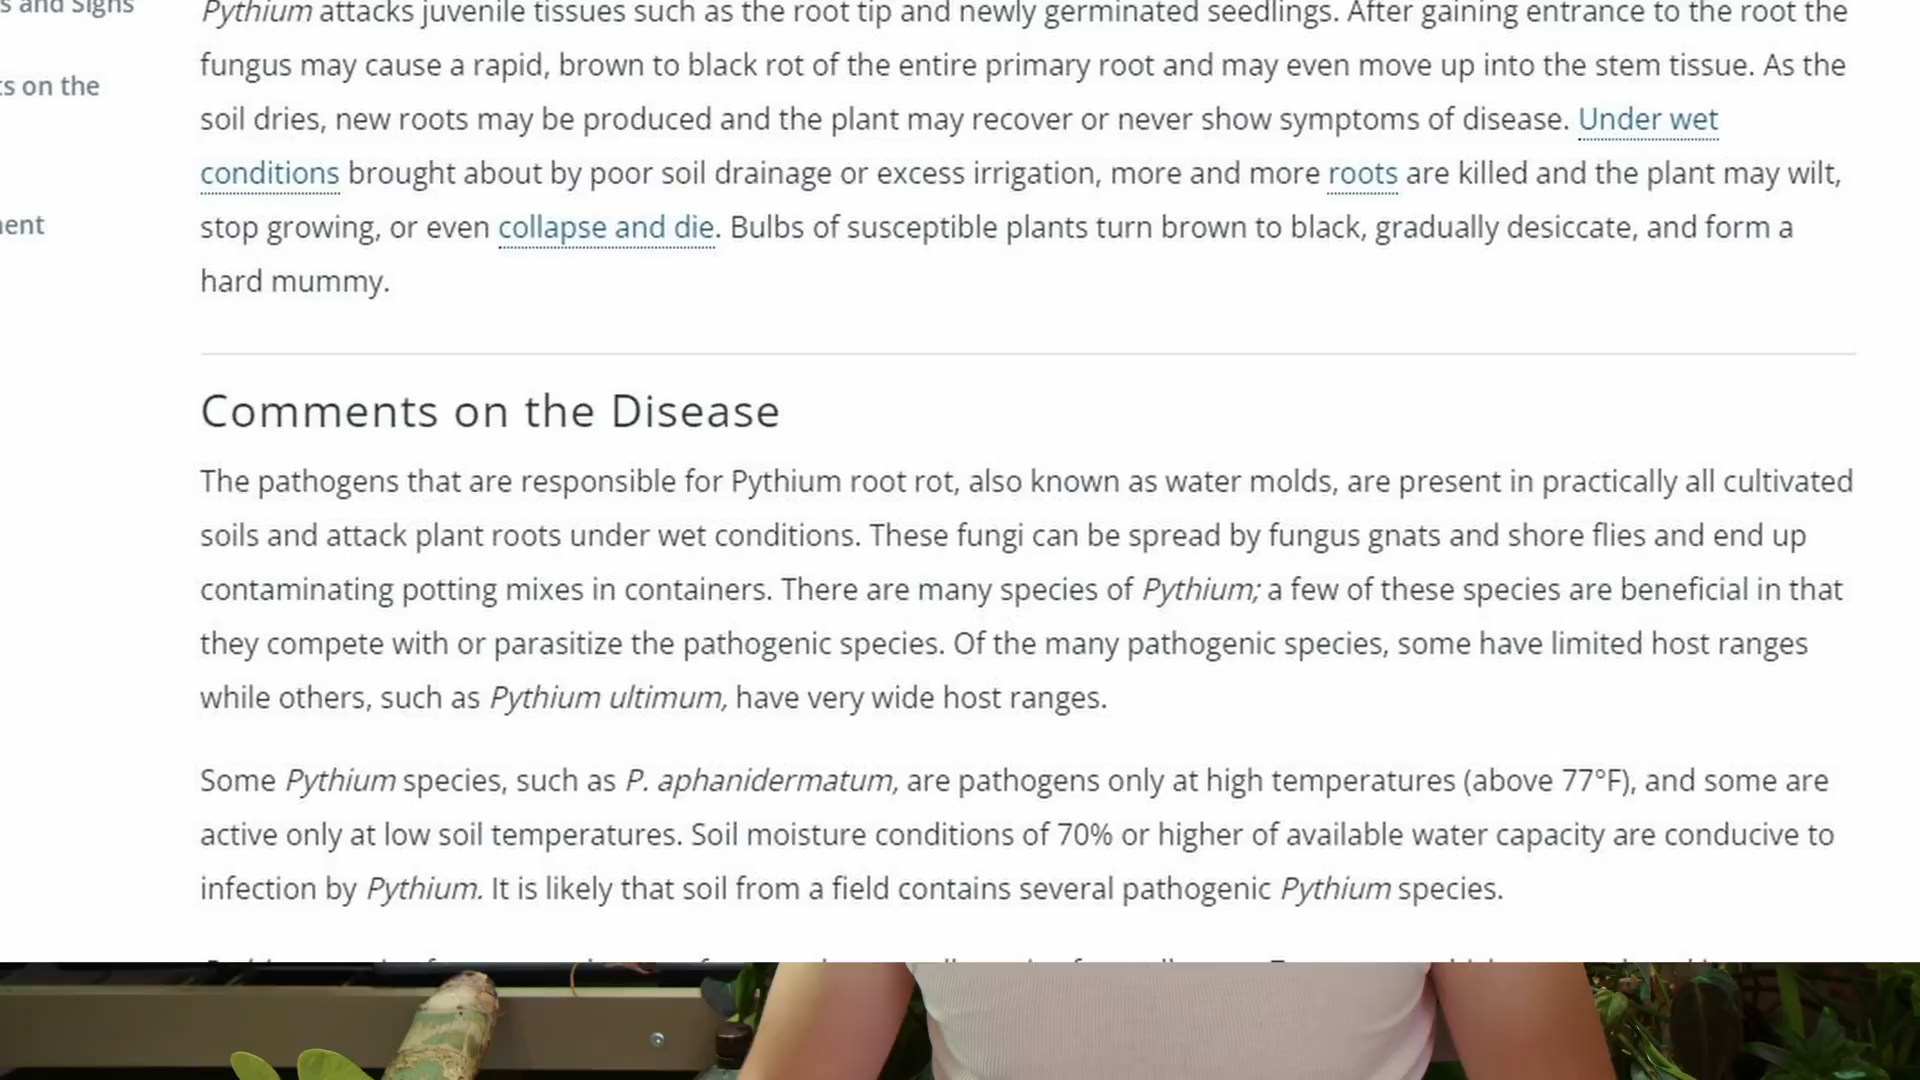 s and Signs
Pythium attacks juvenile tissues such as the root tip and newly germinated seedlings. After gaining entrance to the root the
fungus may cause a rapid, brown to black rot of the entire primary root and may even move up into the stem tissue. As the
ts on the
soil dries, new roots may be produced and the plant may recover or never show symptoms of disease. Under wet
conditions brought about by poor soil drainage or excess irrigation, more and more roots are killed and the plant may wilt,
ment
stop growing, or even collapse and die. Bulbs of susceptible plants turn brown to black, gradually desiccate, and form a
hard mummy.
Comments on the Disease
The pathogens that are responsible for Pythium root rot, also known as water molds, are present in practically all cultivated
soils and attack plant roots under wet conditions. These fungi can be spread by fungus gnats and shore flies and end up
contaminating potting mixes in containers. There are many species of Pythium; a few of these species are beneficial in that
they compete with or parasitize the pathogenic species. Of the many pathogenic species, some have limited host ranges
while others, such as Pythium ultimum, have very wide host ranges.
Some Pythium species, such as P. aphanidermatum, are pathogens only at high temperatures (above 77°F), and some are
active only at low soil temperatures. Soil moisture conditions of 70% or higher of available water capacity are conducive to
infection by Pythium. It is likely that soil from a field contains several pathogenic Pythium species.